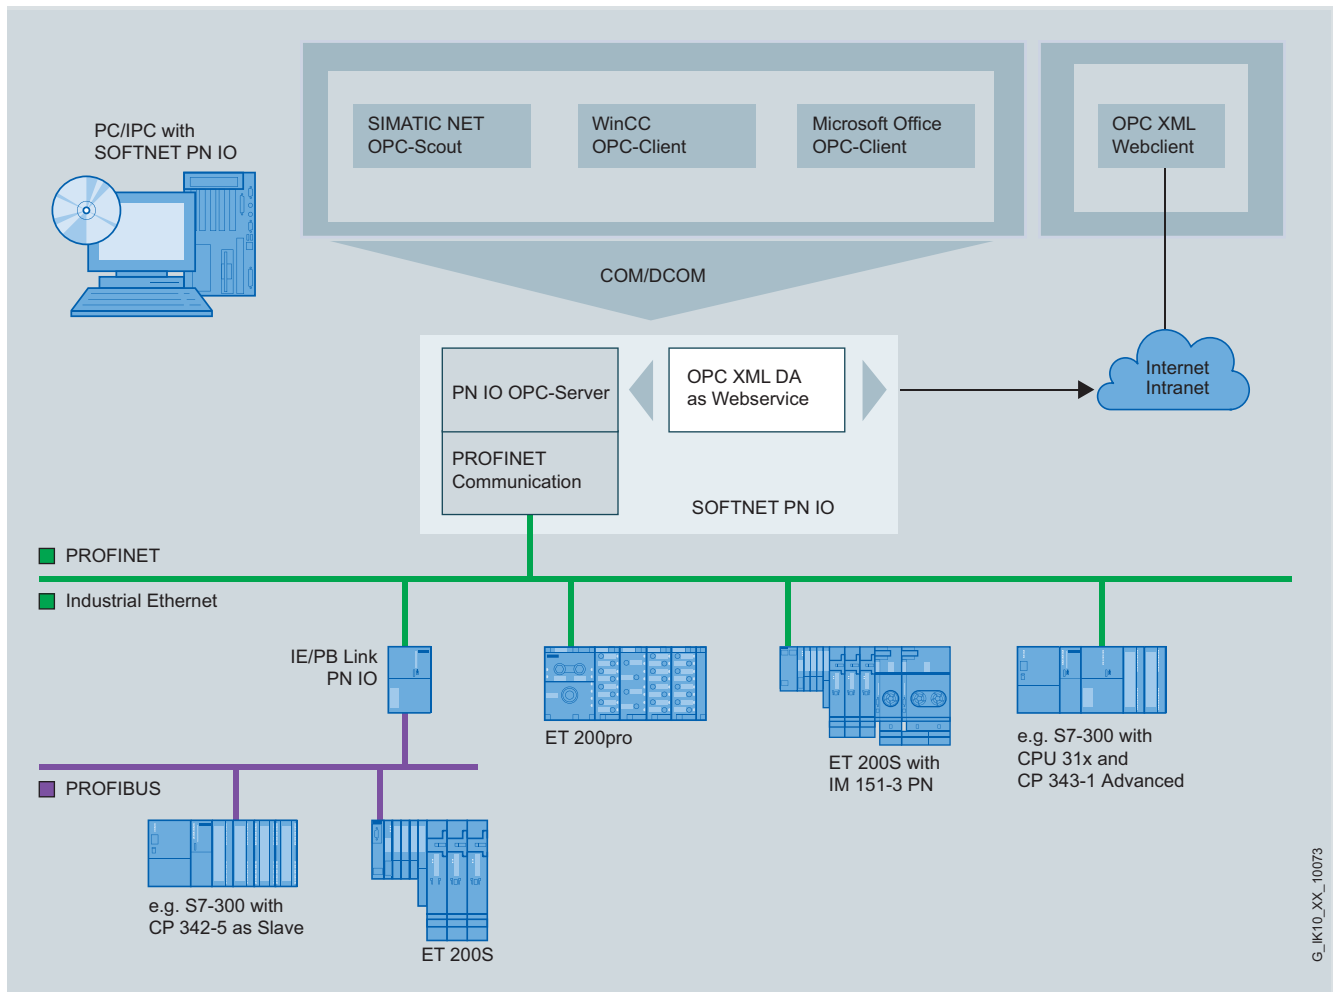 PC/IPC with
SOFTNET PN IO
SIMATIC NET
OPC-Scout
WinCC
OPC-Client
Microsoft Office
OPC-Client
OPC XML
Webclient
COM/DCOM
PN IO OPC-Server
OPC XML DA
as Webservice
Internet
Intranet
PROFINET
Communication
SOFTNET PN IO
PROFINET
Industrial Ethernet
IE/PB Link
PN IO
ET 200pro
ET 200S with
IM 151-3 PN
e.g. S7-300 with
CPU 31x and
CP 343-1 Advanced
PROFIBUS
e.g. S7-300 with
CP 342-5 as Slave
ET 200S
G_IK10_XX_10073